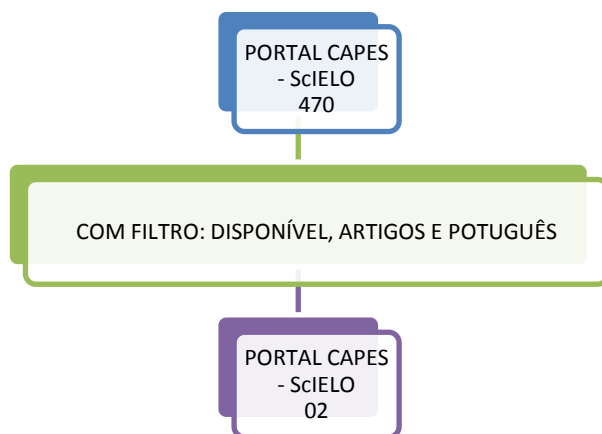 PORTAL CAPES
- ScIELO
470
COM FILTRO: DISPONÍVEL, ARTIGOS E POTUGUÊS
PORTAL CAPES
- ScIELO
02